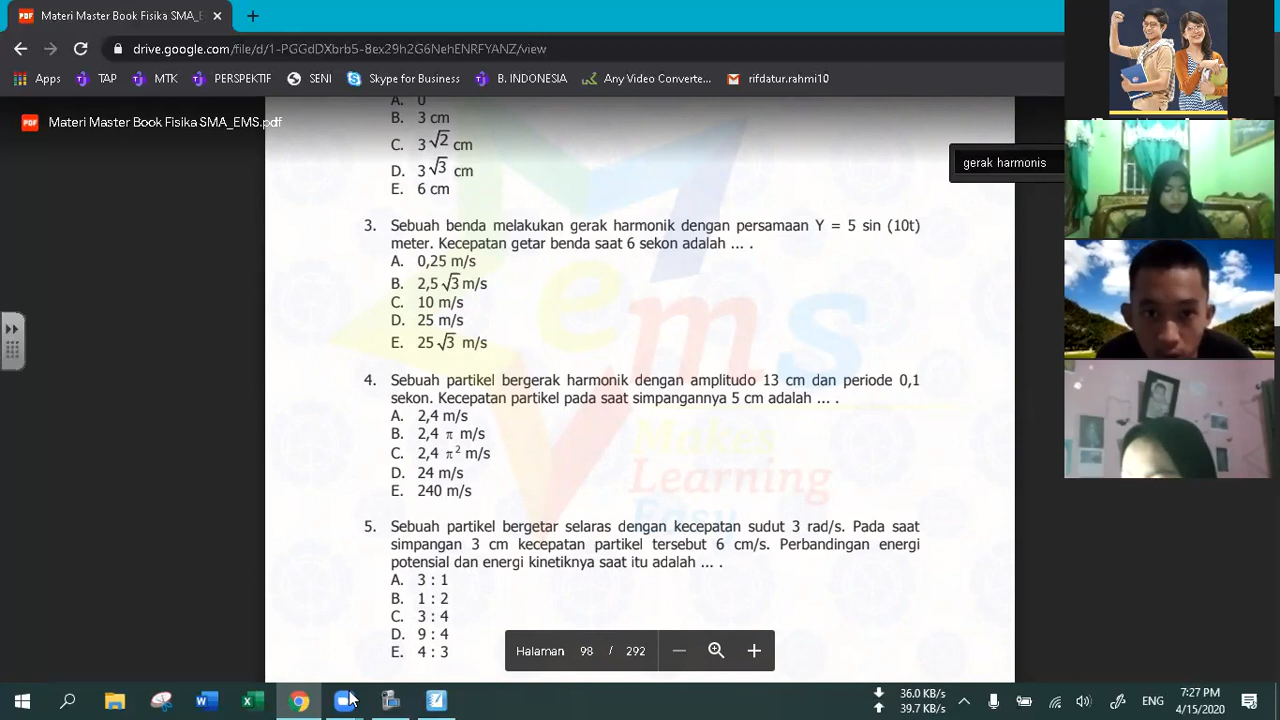 Materi Master Book Fisika SMA_E
drive.google.com/file/d/1-PGGdDXbrb5-8ex29h2G6NehENRFYANZ/view
Apps TAP MTK PERSPEKTIF SENI Skype for Business B. INDONESIA Any Video Converte... rifdatur.rahmi10
Materi Master Book Fisika SMA_EMS.pdf
gerak harmonis
A. 0
B. 3 cm
C. 3 √2 cm
D. 3 √3 cm
E. 6 cm
3. Sebuah benda melakukan gerak harmonik dengan persamaan Y = 5 sin (10t)
meter. Kecepatan getar benda saat 6 sekon adalah ... .
A. 0,25 m/s
B. 2,5 √3 m/s
C. 10 m/s
D. 25 m/s
E. 25 √3 m/s
4. Sebuah partikel bergerak harmonik dengan amplitudo 13 cm dan periode 0,1
sekon. Kecepatan partikel pada saat simpangannya 5 cm adalah ... .
A. 2,4 m/s
B. 2,4 π m/s
C. 2,4 π² m/s
D. 24 m/s
E. 240 m/s
5. Sebuah partikel bergetar selaras dengan kecepatan sudut 3 rad/s. Pada saat
simpangan 3 cm kecepatan partikel tersebut 6 cm/s. Perbandingan energi
potensial dan energi kinetiknya saat itu adalah ... .
A. 3 : 1
B. 1 : 2
C. 3 : 4
D. 9 : 4
E. 4 : 3
ems
Makes
Learning
Easy
Halaman 98 / 292
36.0 KB/s
39.7 KB/s
ENG
7:27 PM
4/15/2020